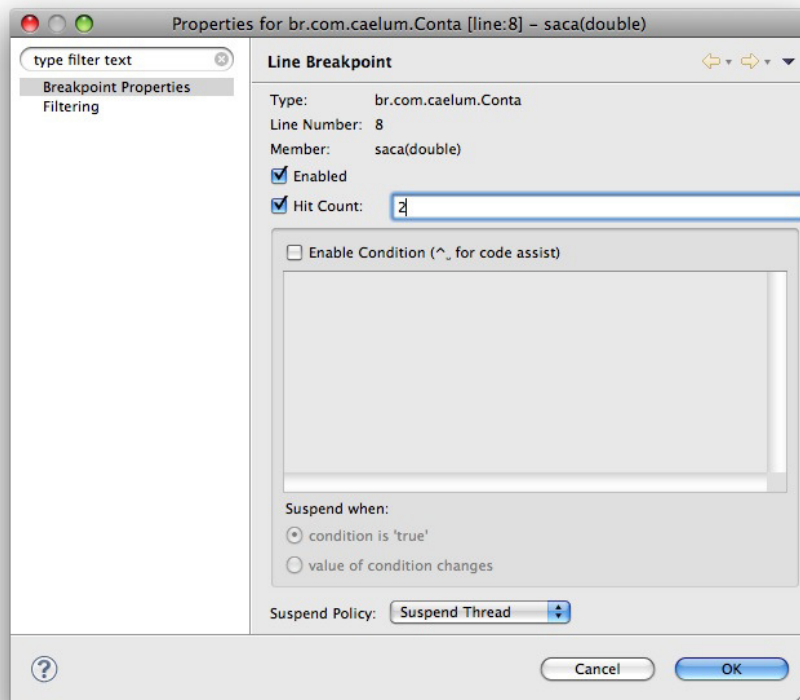 Properties for br.com.caelum.Conta [line:8] – saca(double)
type filter text
Breakpoint Properties
Filtering
Line Breakpoint
Type: br.com.caelum.Conta
Line Number: 8
Member: saca(double)
Enabled
Hit Count: 2
Enable Condition (^␣ for code assist)
Suspend when:
condition is 'true'
value of condition changes
Suspend Policy: Suspend Thread
?
Cancel
OK